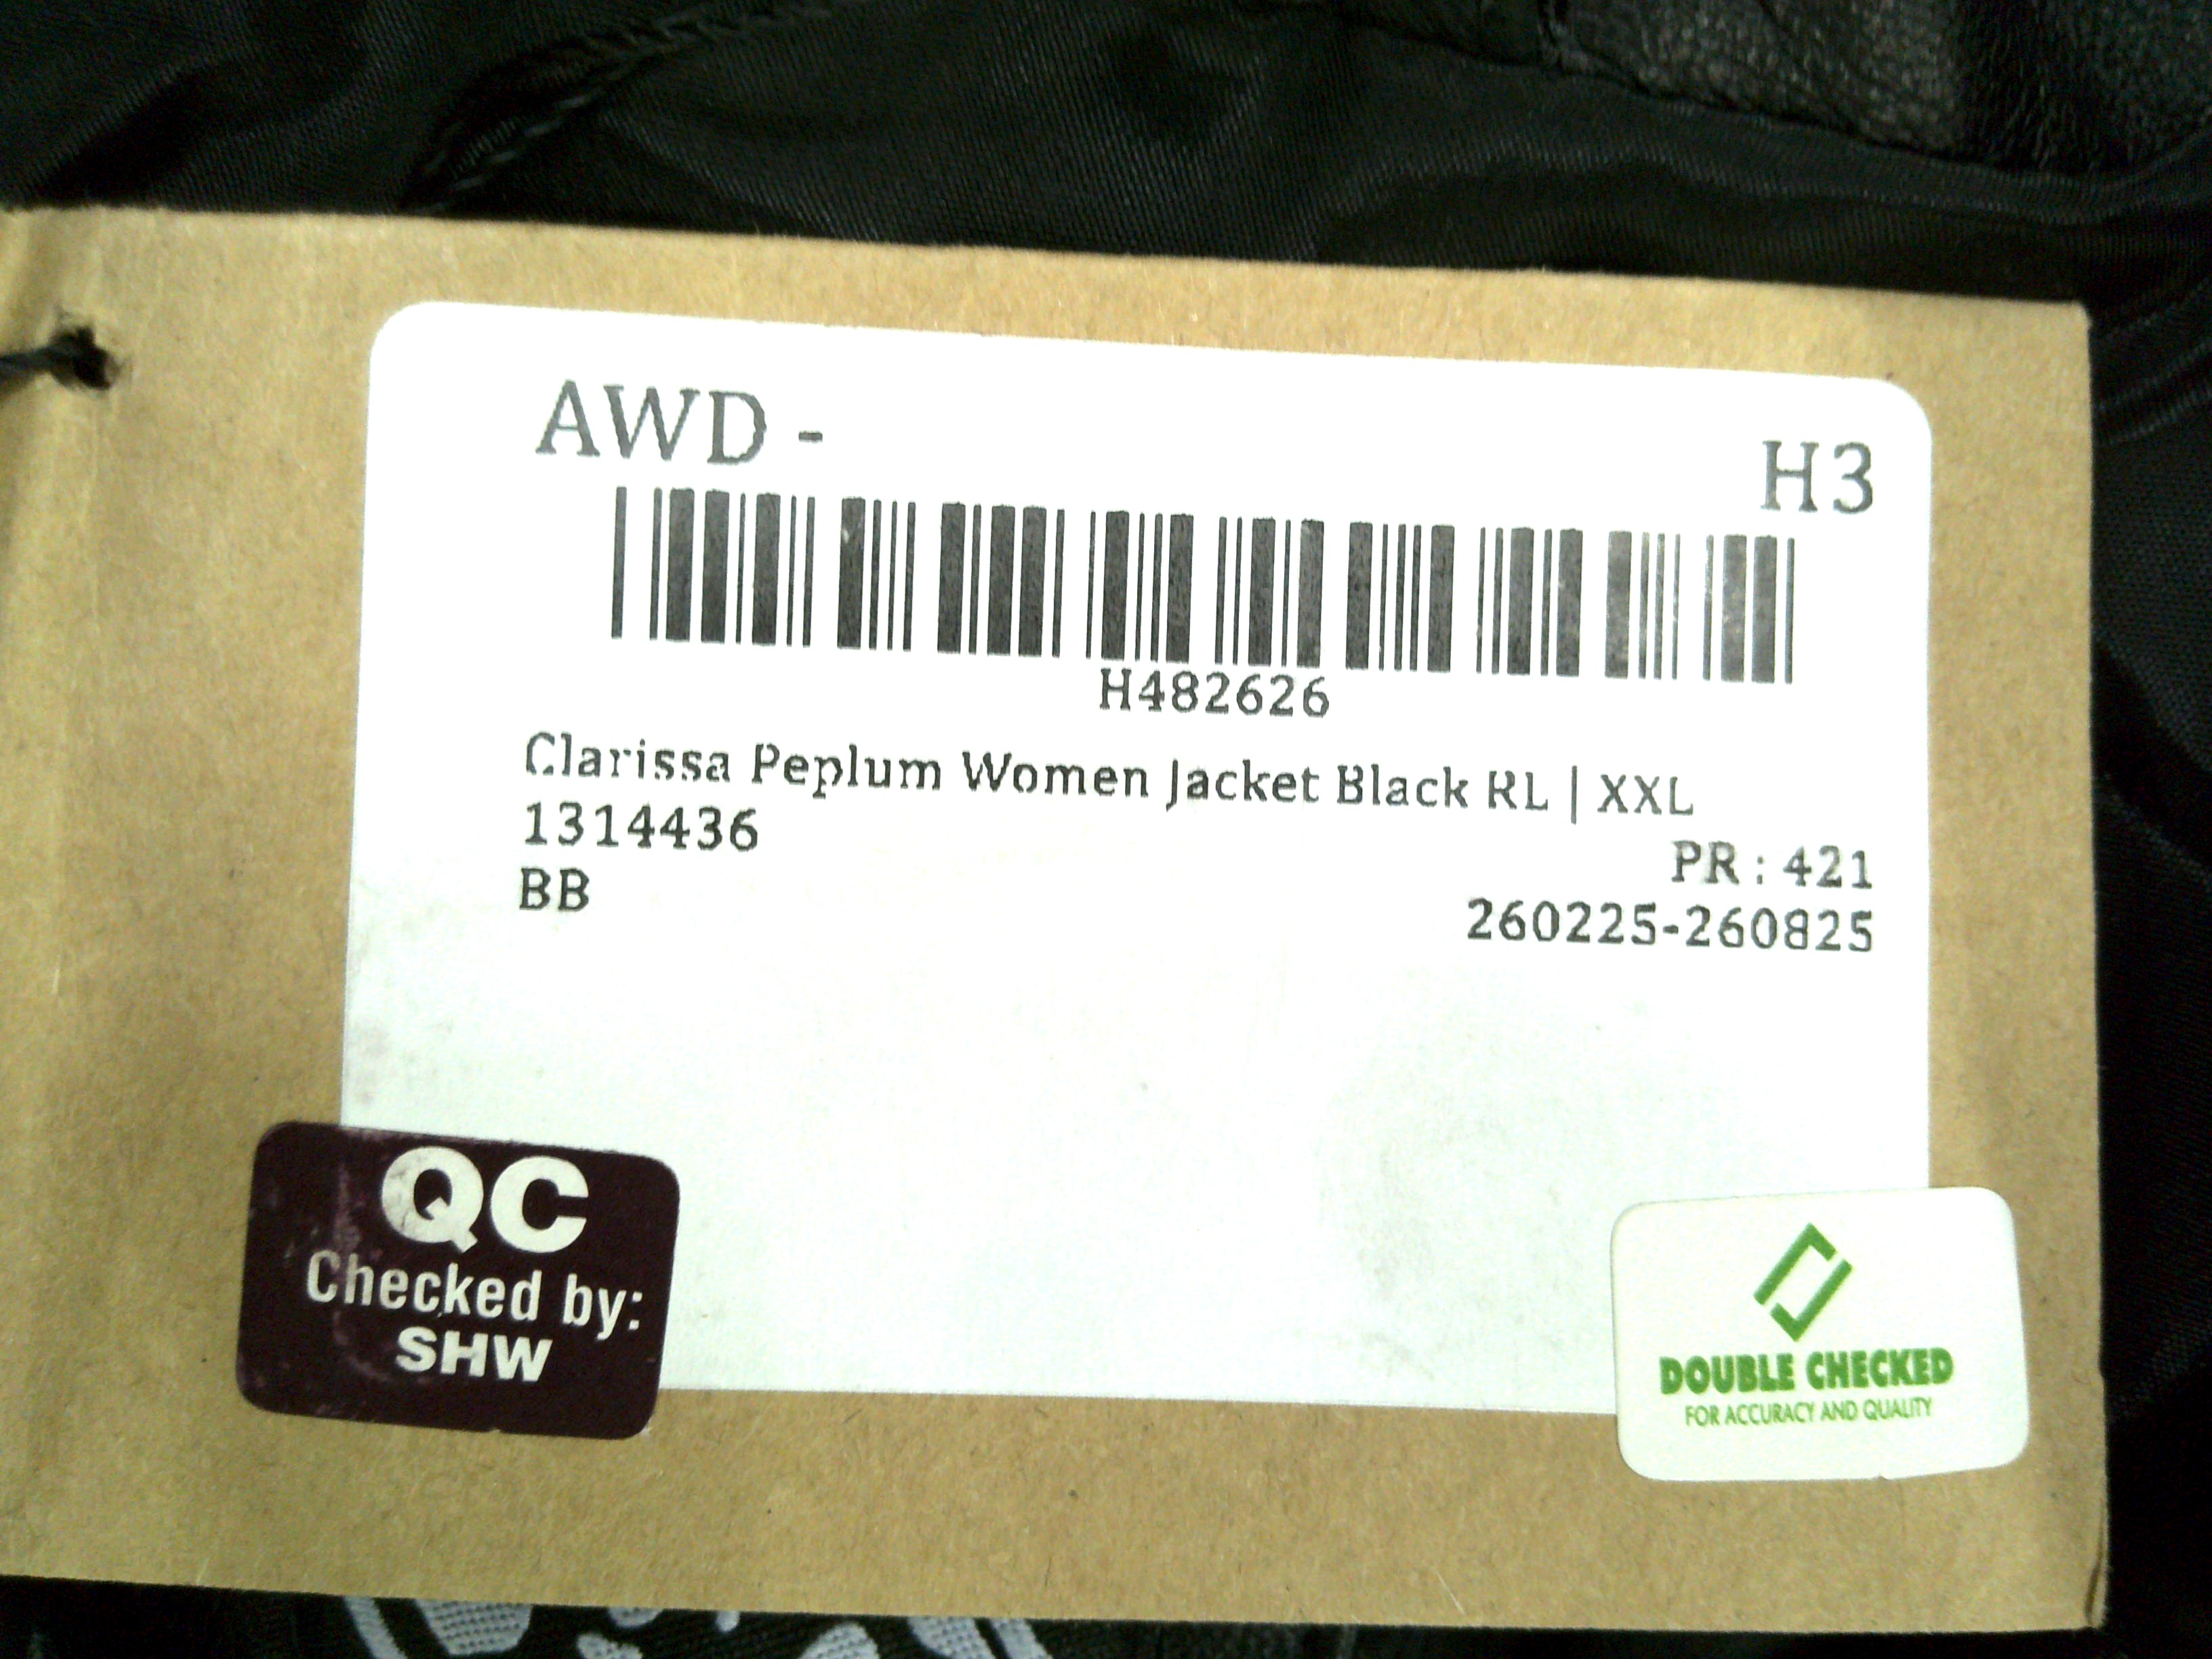 AWD -
H3
H482626
Clarissa Peplum Women Jacket Black RL | XXL
1314436
PR : 421
BB
260225-260825
QC
Checked by:
SHW
DOUBLE CHECKED
FOR ACCURACY AND QUALITY